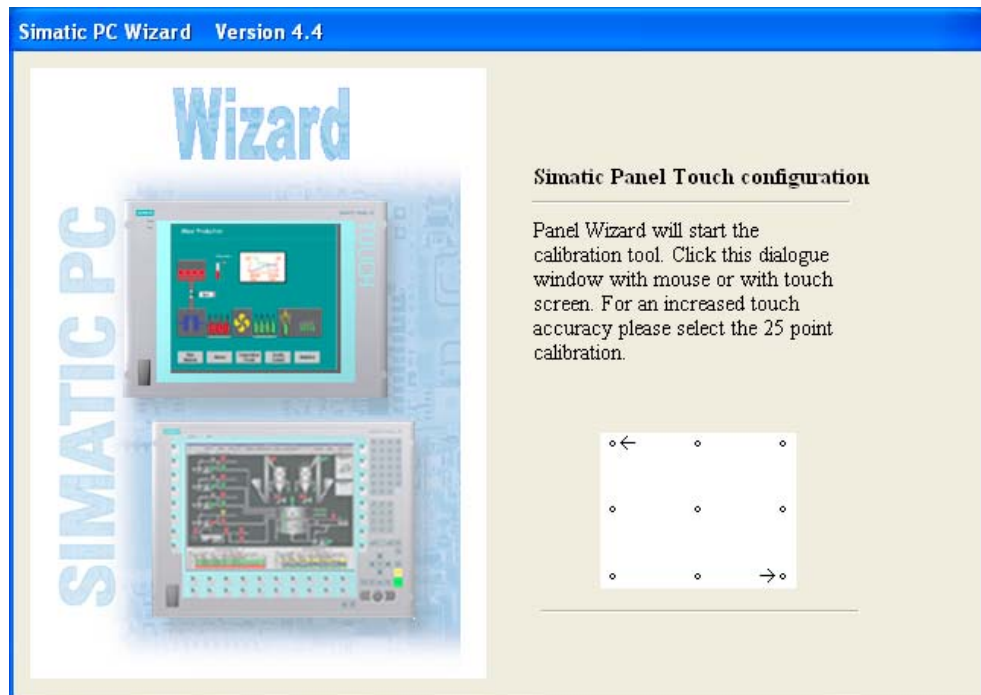 Simatic PC Wizard Version 4.4
Wizard
SIMATIC PC
Simatic Panel Touch configuration
Panel Wizard will start the
calibration tool. Click this dialogue
window with mouse or with touch
screen. For an increased touch
accuracy please select the 25 point
calibration.
TOUCH